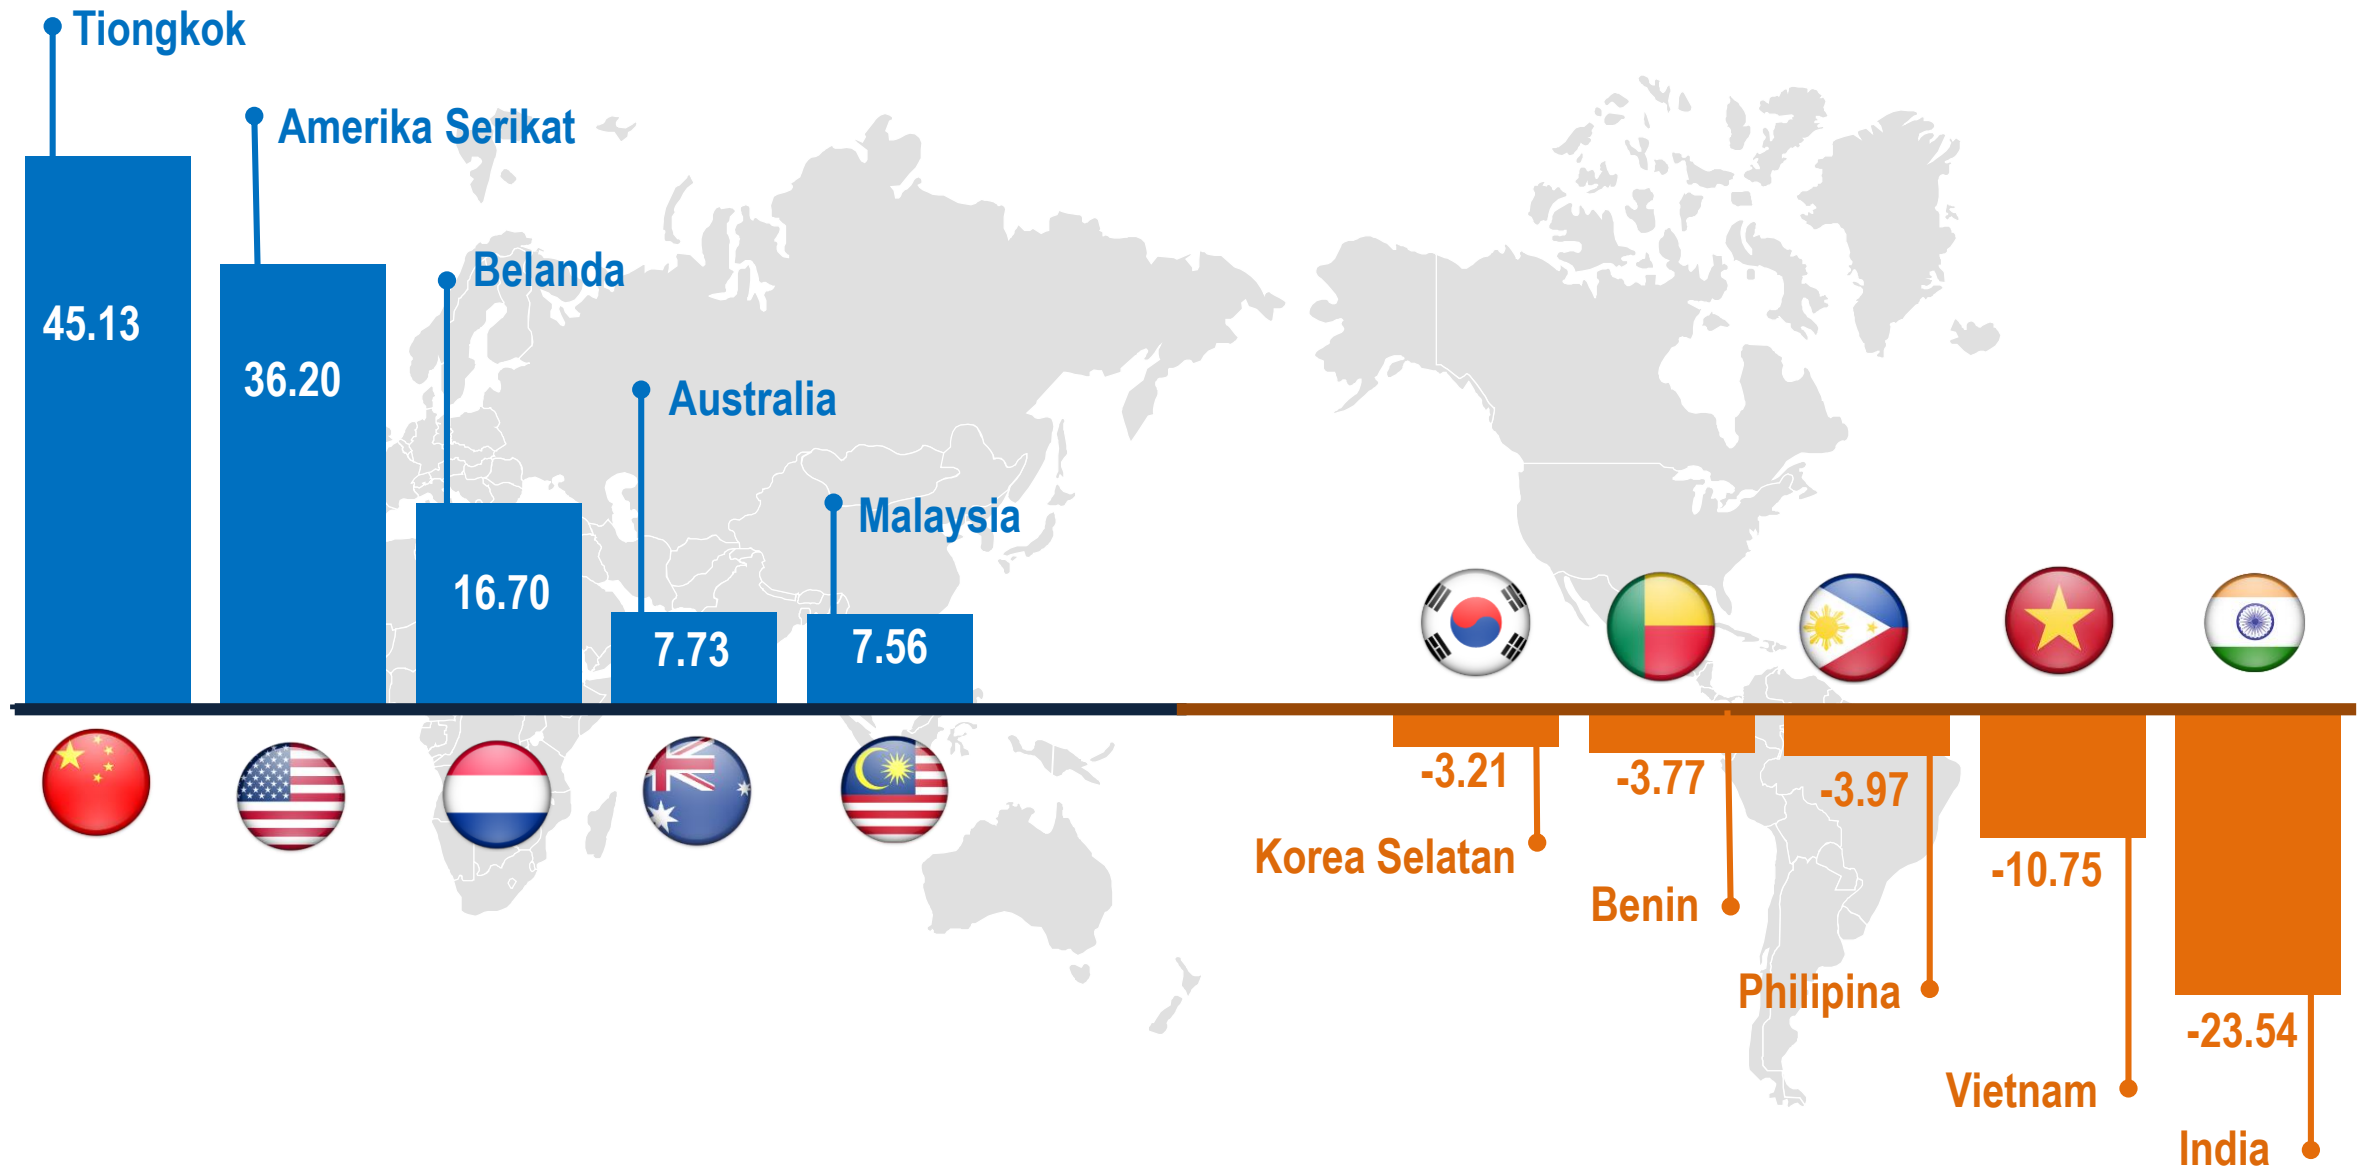 Tiongkok
Amerika Serikat
Belanda
45.13
36.20
Australia
Malaysia
16.70
7.73
7.56
-3.21
-3.77
-3.97
Korea Selatan
-10.75
Benin
Philipina
-23.54
Vietnam
India